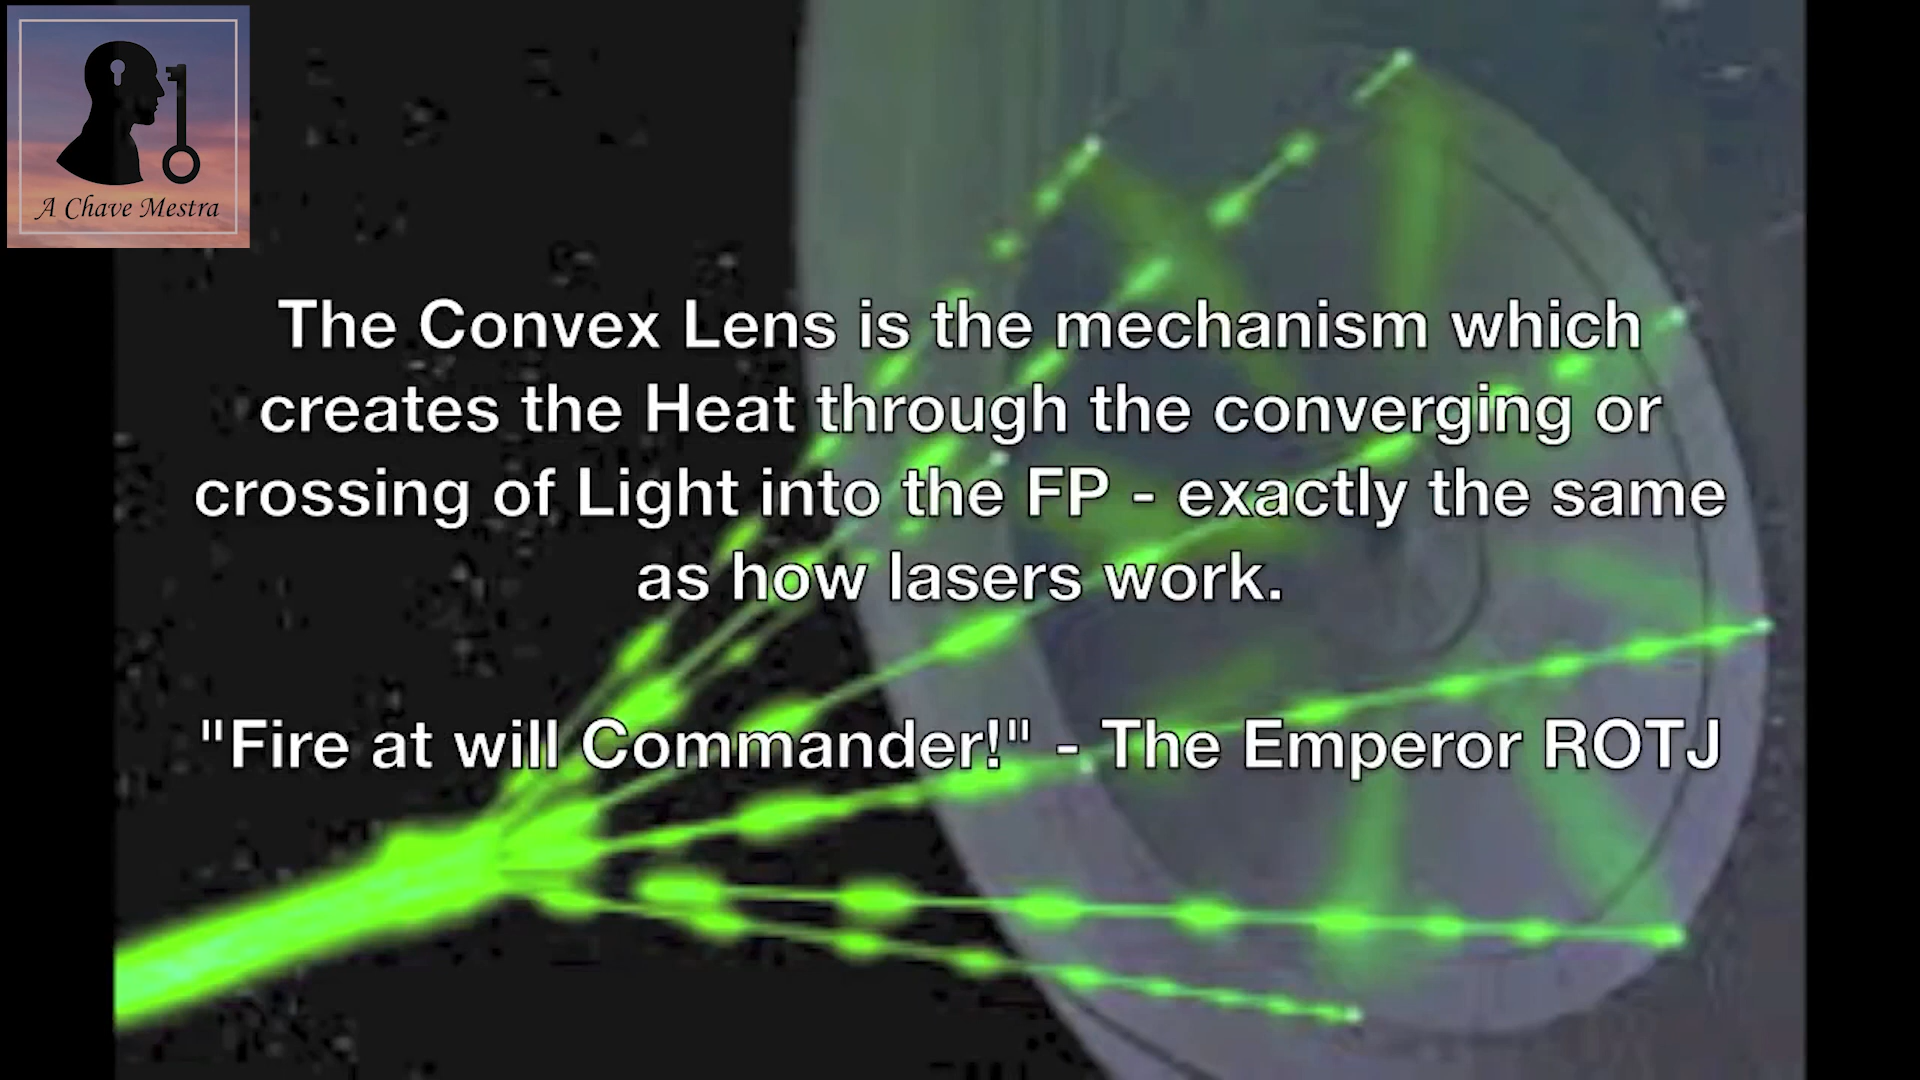 A Chave Mestra
The Convex Lens is the mechanism which
creates the Heat through the converging or
crossing of Light into the FP - exactly the same
as how lasers work.
"Fire at will Commander!" - The Emperor ROTJ